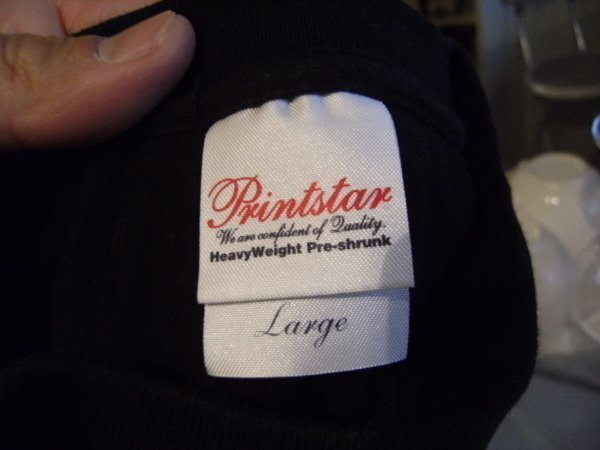 Printstar
We are confident of Quality.
HeavyWeight Pre-shrunk
Large